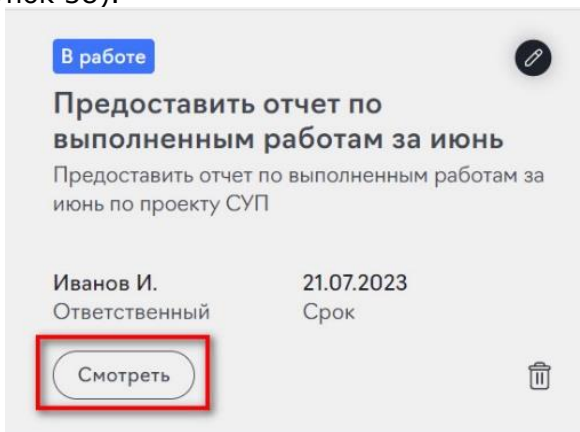 В работе
Предоставить отчет по
выполненным работам за июнь
Предоставить отчет по выполненным работам за
июнь по проекту СУП
Иванов И. 21.07.2023
Ответственный Срок
Смотреть